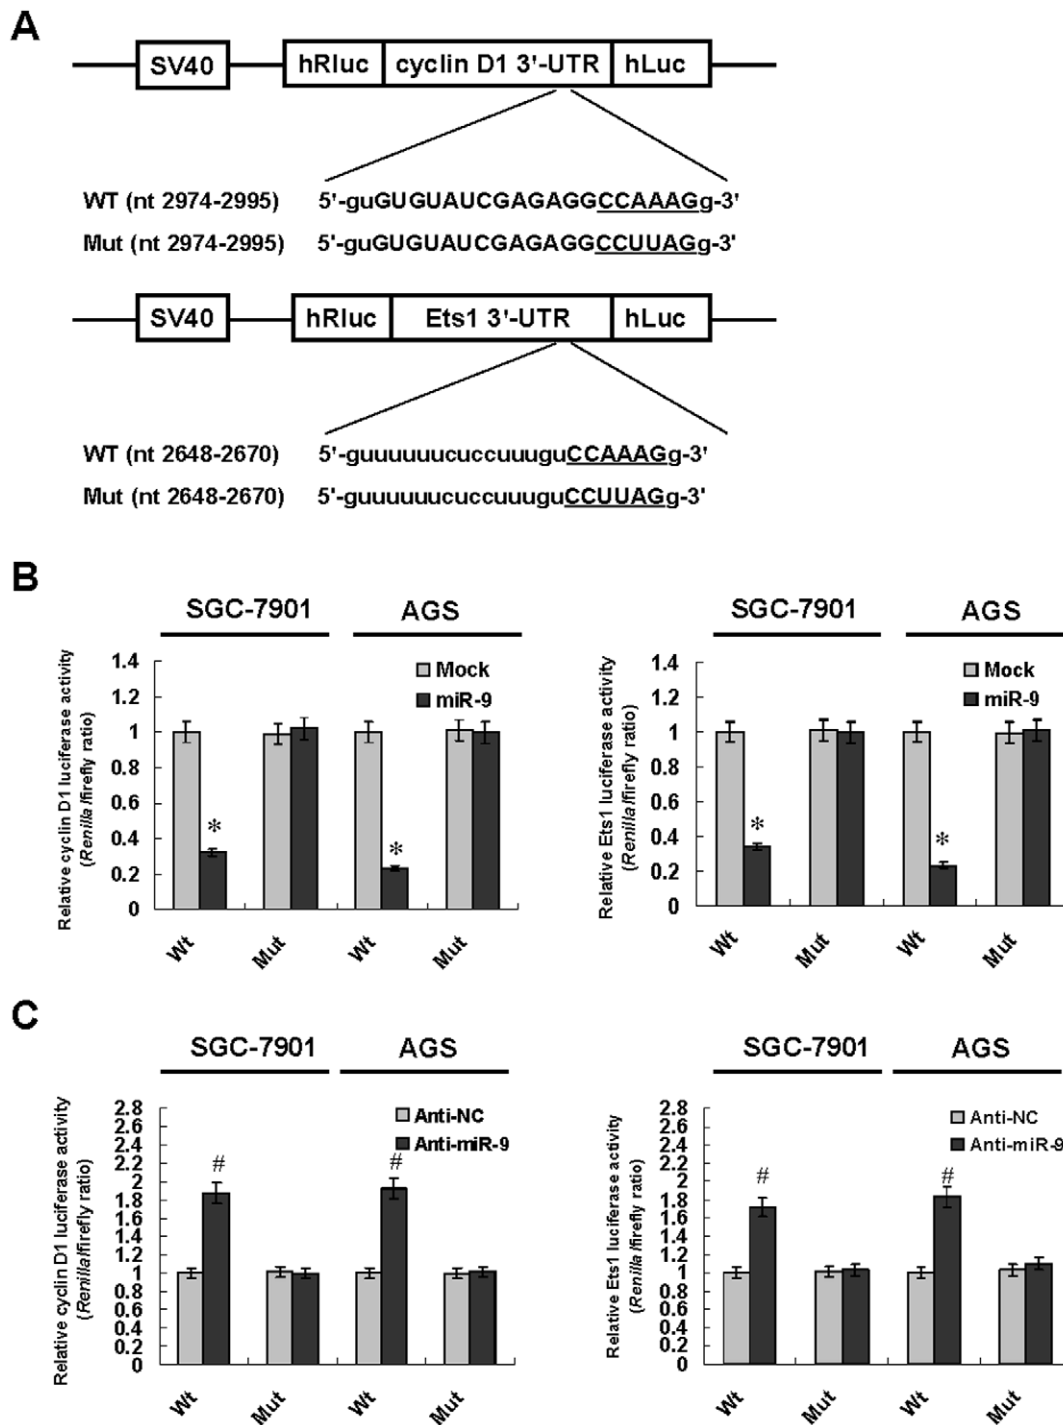 A
SV40 hRluc cyclin D1 3'-UTR hLuc
WT (nt 2974-2995) 5'-guGUGUAUCGAGAGGCCAAAGg-3'
Mut (nt 2974-2995) 5'-guGUGUAUCGAGAGGCCUUAGg-3'
SV40 hRluc Ets1 3'-UTR hLuc
WT (nt 2648-2670) 5'-guuuuuucuccuuuguCCAAAGg-3'
Mut (nt 2648-2670) 5'-guuuuuucuccuuuguCCUUAGg-3'
B
SGC-7901 AGS
Relative cyclin D1 luciferase activity
(Renilla/firefly ratio)
1.4
1.2
1
0.8
0.6
0.4
0.2
0
Mock
miR-9
*
*
Wt Mut Wt Mut
SGC-7901 AGS
Relative Ets1 luciferase activity
(Renilla/firefly ratio)
1.4
1.2
1
0.8
0.6
0.4
0.2
0
Mock
miR-9
*
*
Wt Mut Wt Mut
C
SGC-7901 AGS
Relative cyclin D1 luciferase activity
(Renilla/firefly ratio)
2.8
2.6
2.4
2.2
2
1.8
1.6
1.4
1.2
1
0.8
0.6
0.4
0.2
0
Anti-NC
Anti-miR-9
#
#
Wt Mut Wt Mut
SGC-7901 AGS
Relative Ets1 luciferase activity
(Renilla/firefly ratio)
2.8
2.6
2.4
2.2
2
1.8
1.6
1.4
1.2
1
0.8
0.6
0.4
0.2
0
Anti-NC
Anti-miR-9
#
#
Wt Mut Wt Mut